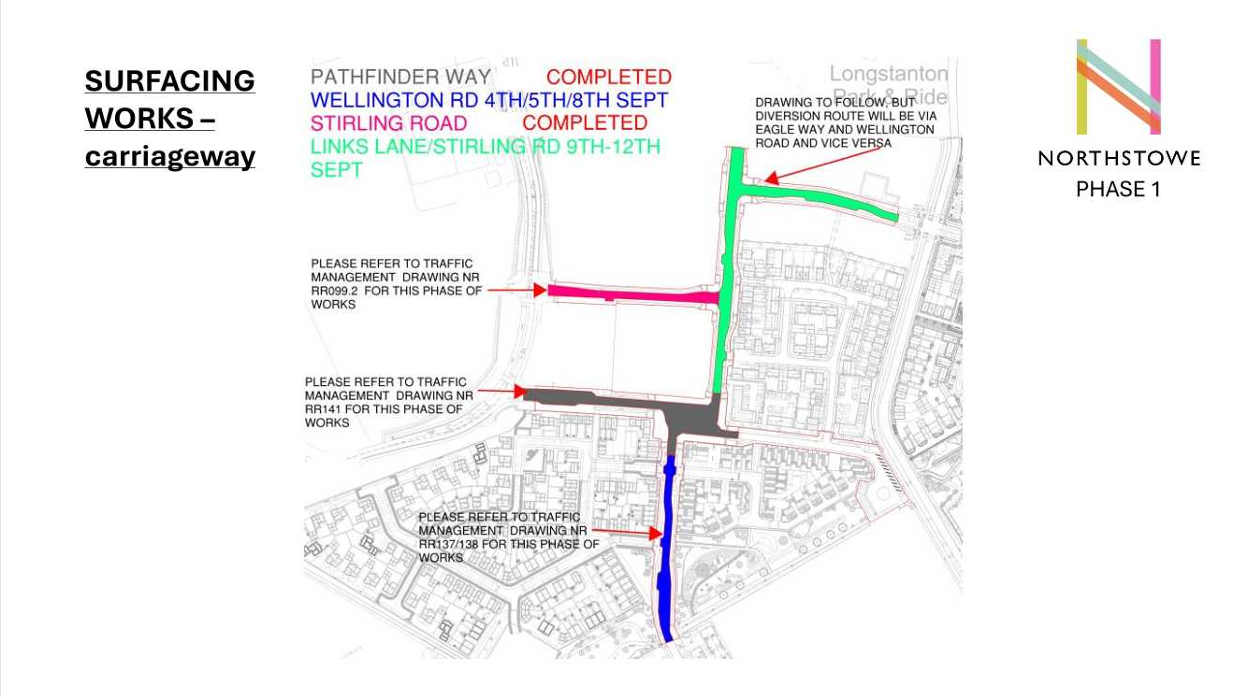 SURFACING
WORKS –
carriageway
PATHFINDER WAY COMPLETED
WELLINGTON RD 4TH/5TH/8TH SEPT
STIRLING ROAD COMPLETED
LINKS LANE/STIRLING RD 9TH-12TH
SEPT
Longstanton
Park & Ride
DRAWING TO FOLLOW, BUT
DIVERSION ROUTE WILL BE VIA
EAGLE WAY AND WELLINGTON
ROAD AND VICE VERSA
NORTHSTOWE
PHASE 1
PLEASE REFER TO TRAFFIC
MANAGEMENT DRAWING NR
RR099.2 FOR THIS PHASE OF
WORKS
PLEASE REFER TO TRAFFIC
MANAGEMENT DRAWING NR
RR141 FOR THIS PHASE OF
WORKS
PLEASE REFER TO TRAFFIC
MANAGEMENT DRAWING NR
RR137/138 FOR THIS PHASE OF
WORKS